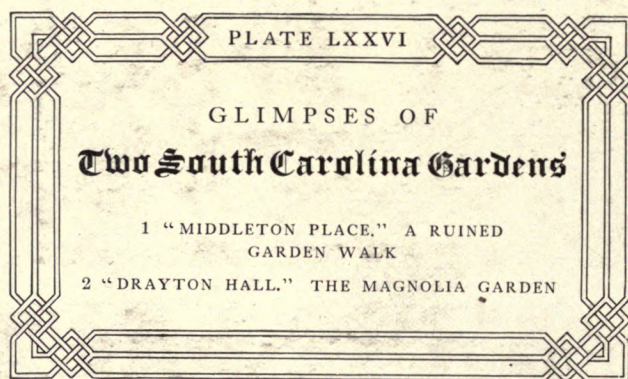 PLATE LXXVI
GLIMPSES OF
Two South Carolina Gardens
1 “MIDDLETON PLACE.” A RUINED
GARDEN WALK
2 “DRAYTON HALL.” THE MAGNOLIA GARDEN